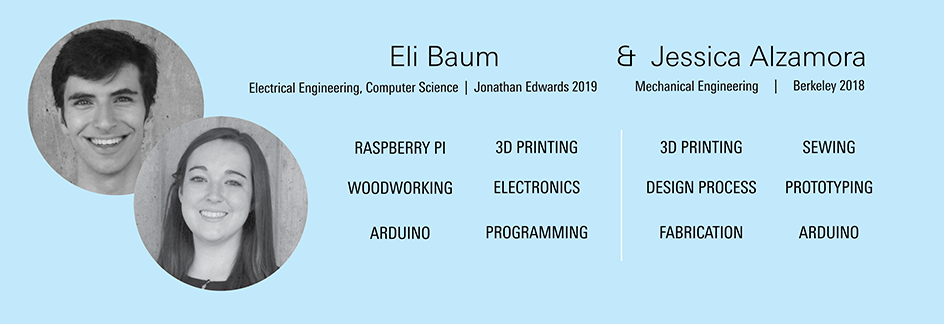 Eli Baum & Jessica Alzamora
Electrical Engineering, Computer Science | Jonathan Edwards 2019
Mechanical Engineering | Berkeley 2018
RASPBERRY PI 3D PRINTING
WOODWORKING ELECTRONICS
ARDUINO PROGRAMMING
3D PRINTING SEWING
DESIGN PROCESS PROTOTYPING
FABRICATION ARDUINO